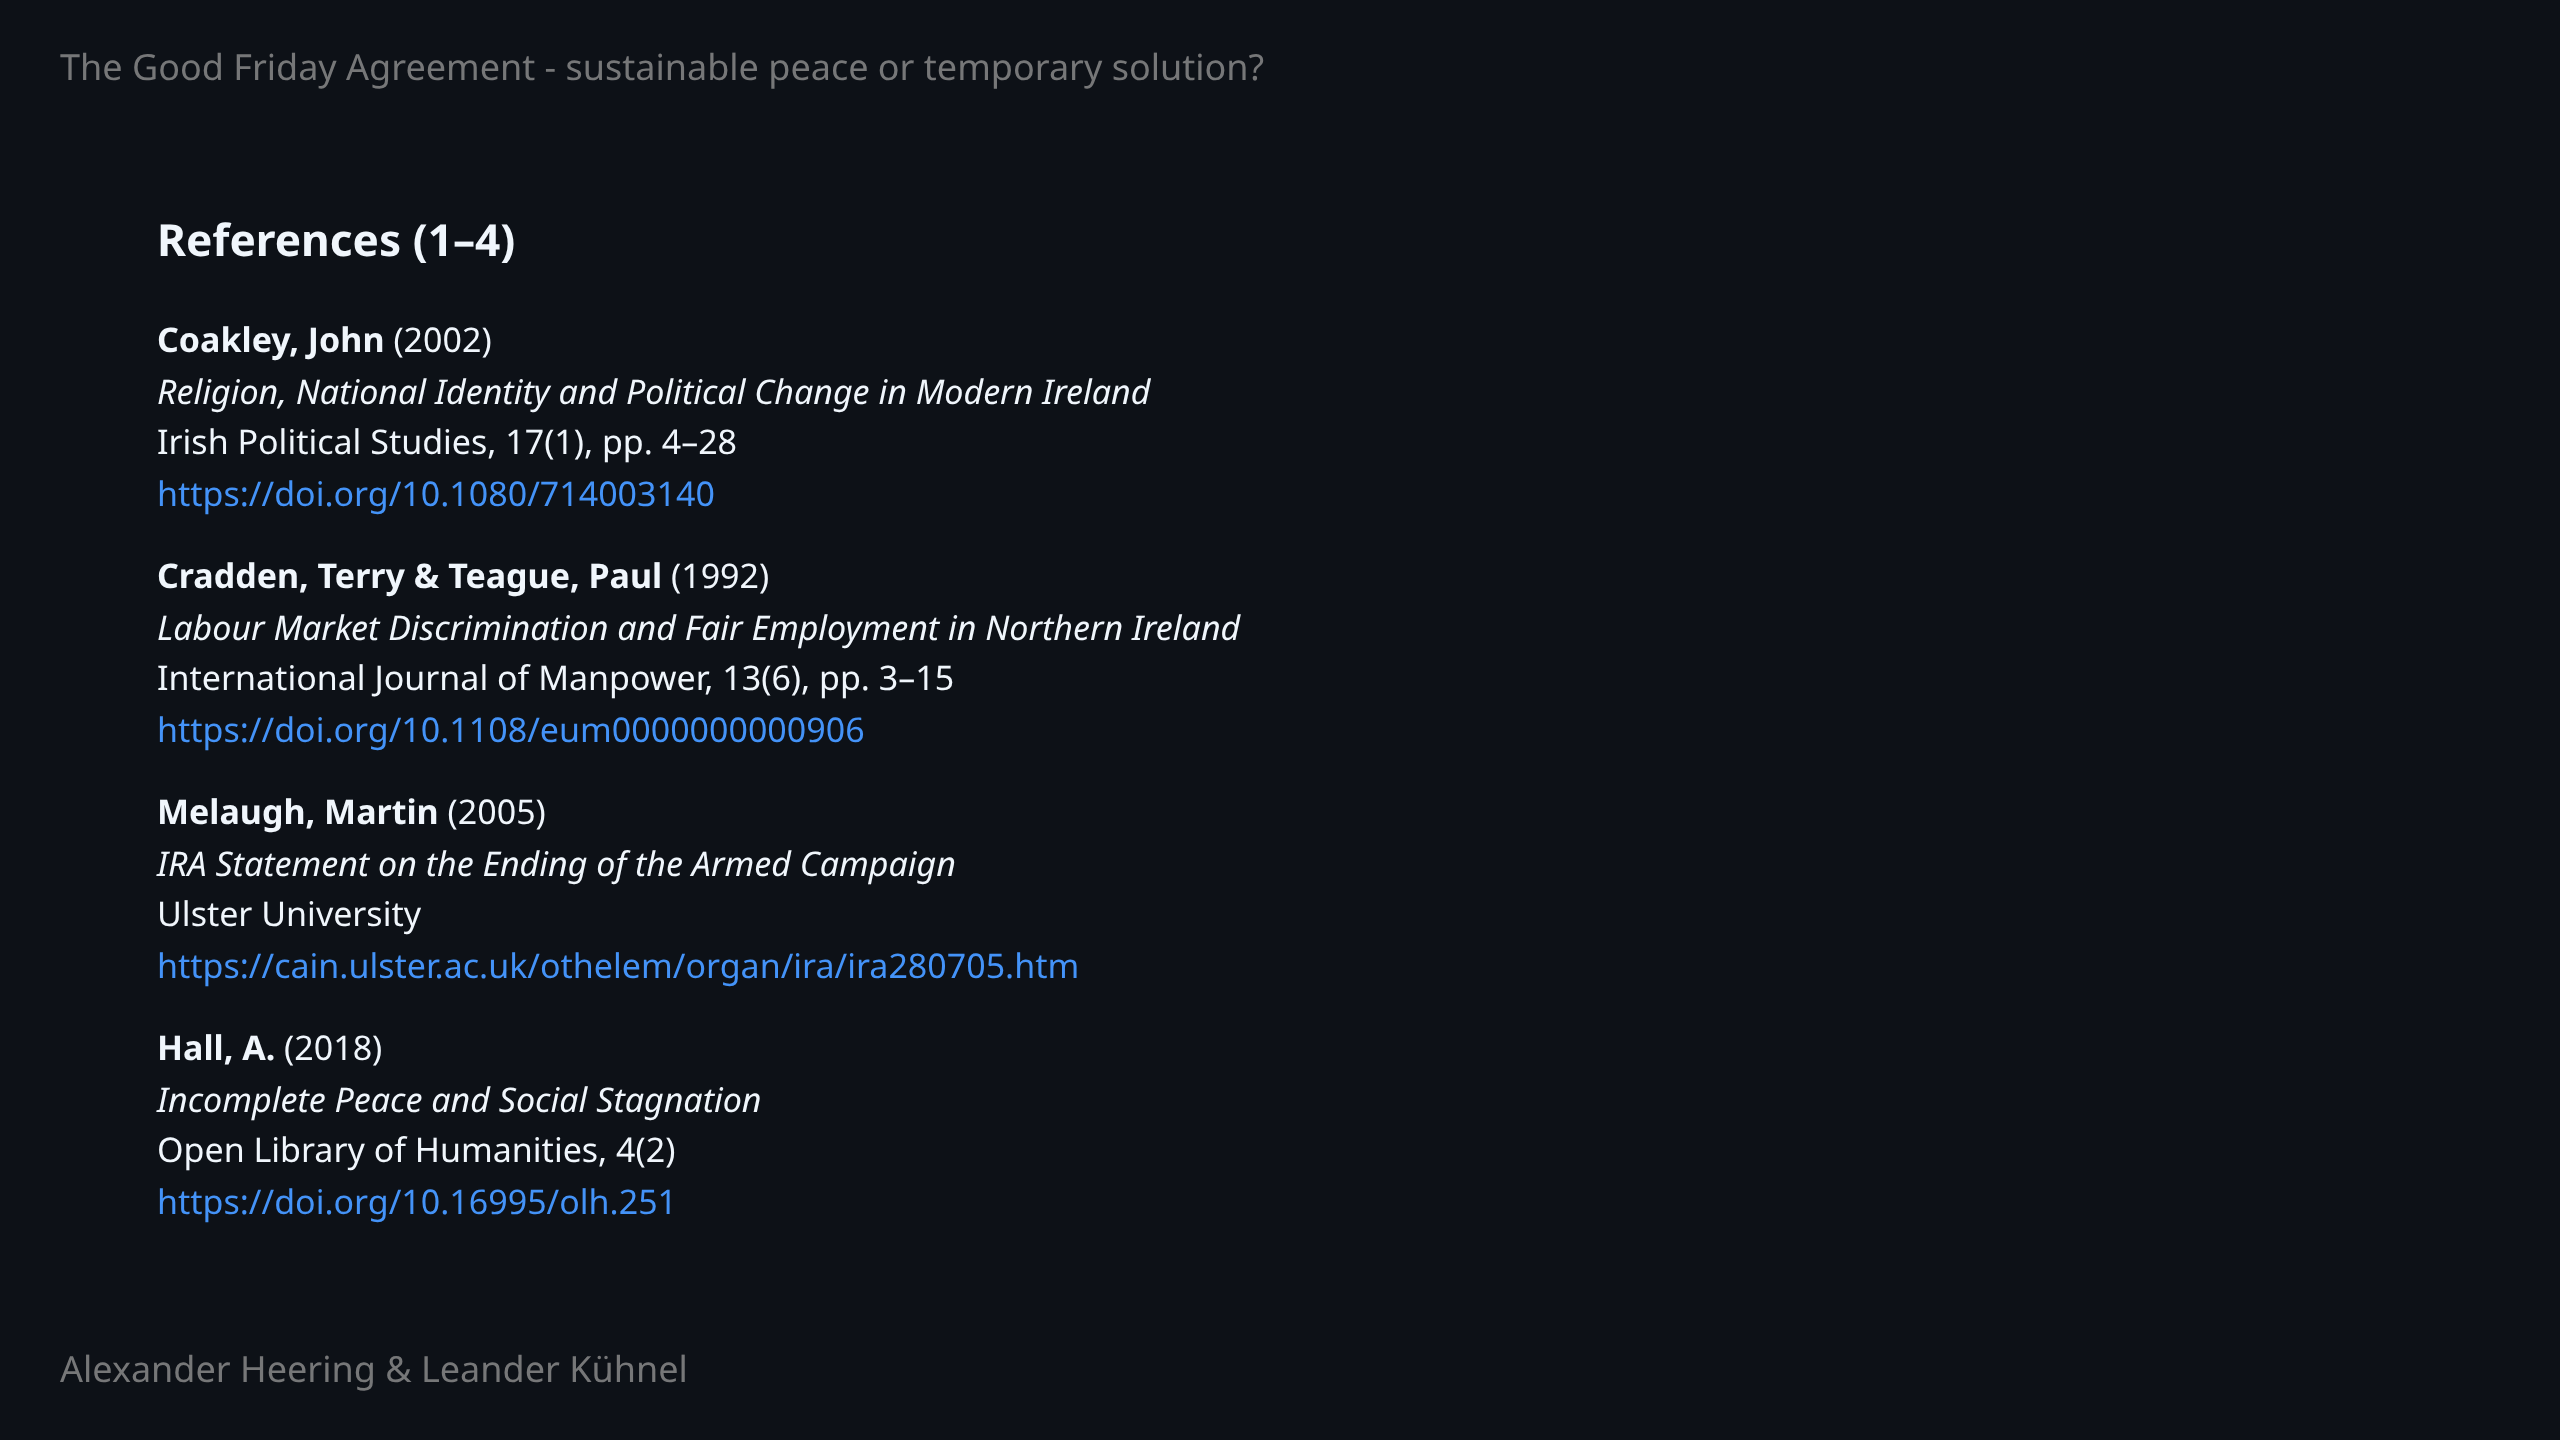 The Good Friday Agreement - sustainable peace or temporary solution?
References (1–4)
Coakley, John (2002)
Religion, National Identity and Political Change in Modern Ireland
Irish Political Studies, 17(1), pp. 4–28
https://doi.org/10.1080/714003140
Cradden, Terry & Teague, Paul (1992)
Labour Market Discrimination and Fair Employment in Northern Ireland
International Journal of Manpower, 13(6), pp. 3–15
https://doi.org/10.1108/eum0000000000906
Melaugh, Martin (2005)
IRA Statement on the Ending of the Armed Campaign
Ulster University
https://cain.ulster.ac.uk/othelem/organ/ira/ira280705.htm
Hall, A. (2018)
Incomplete Peace and Social Stagnation
Open Library of Humanities, 4(2)
https://doi.org/10.16995/olh.251
Alexander Heering & Leander Kühnel